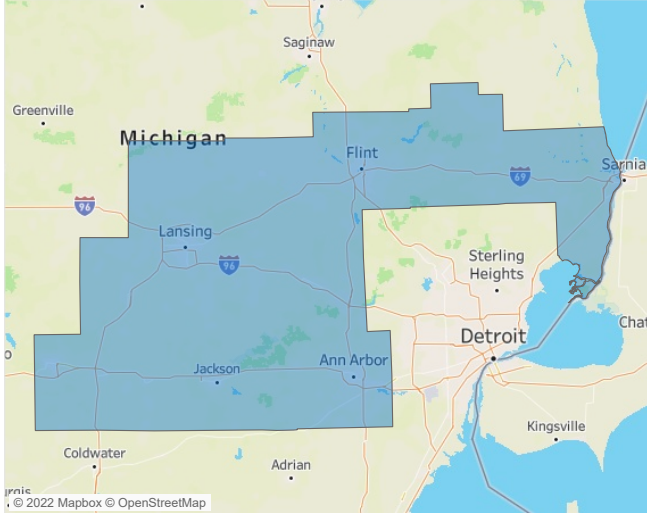 Saginaw
Greenville
Michigan
Flint
69
Sarnia
96
Lansing
96
Sterling
Heights
Chat
Detroit
Ann Arbor
Jackson
Kingsville
Coldwater
Adrian
© 2022 Mapbox © OpenStreetMap